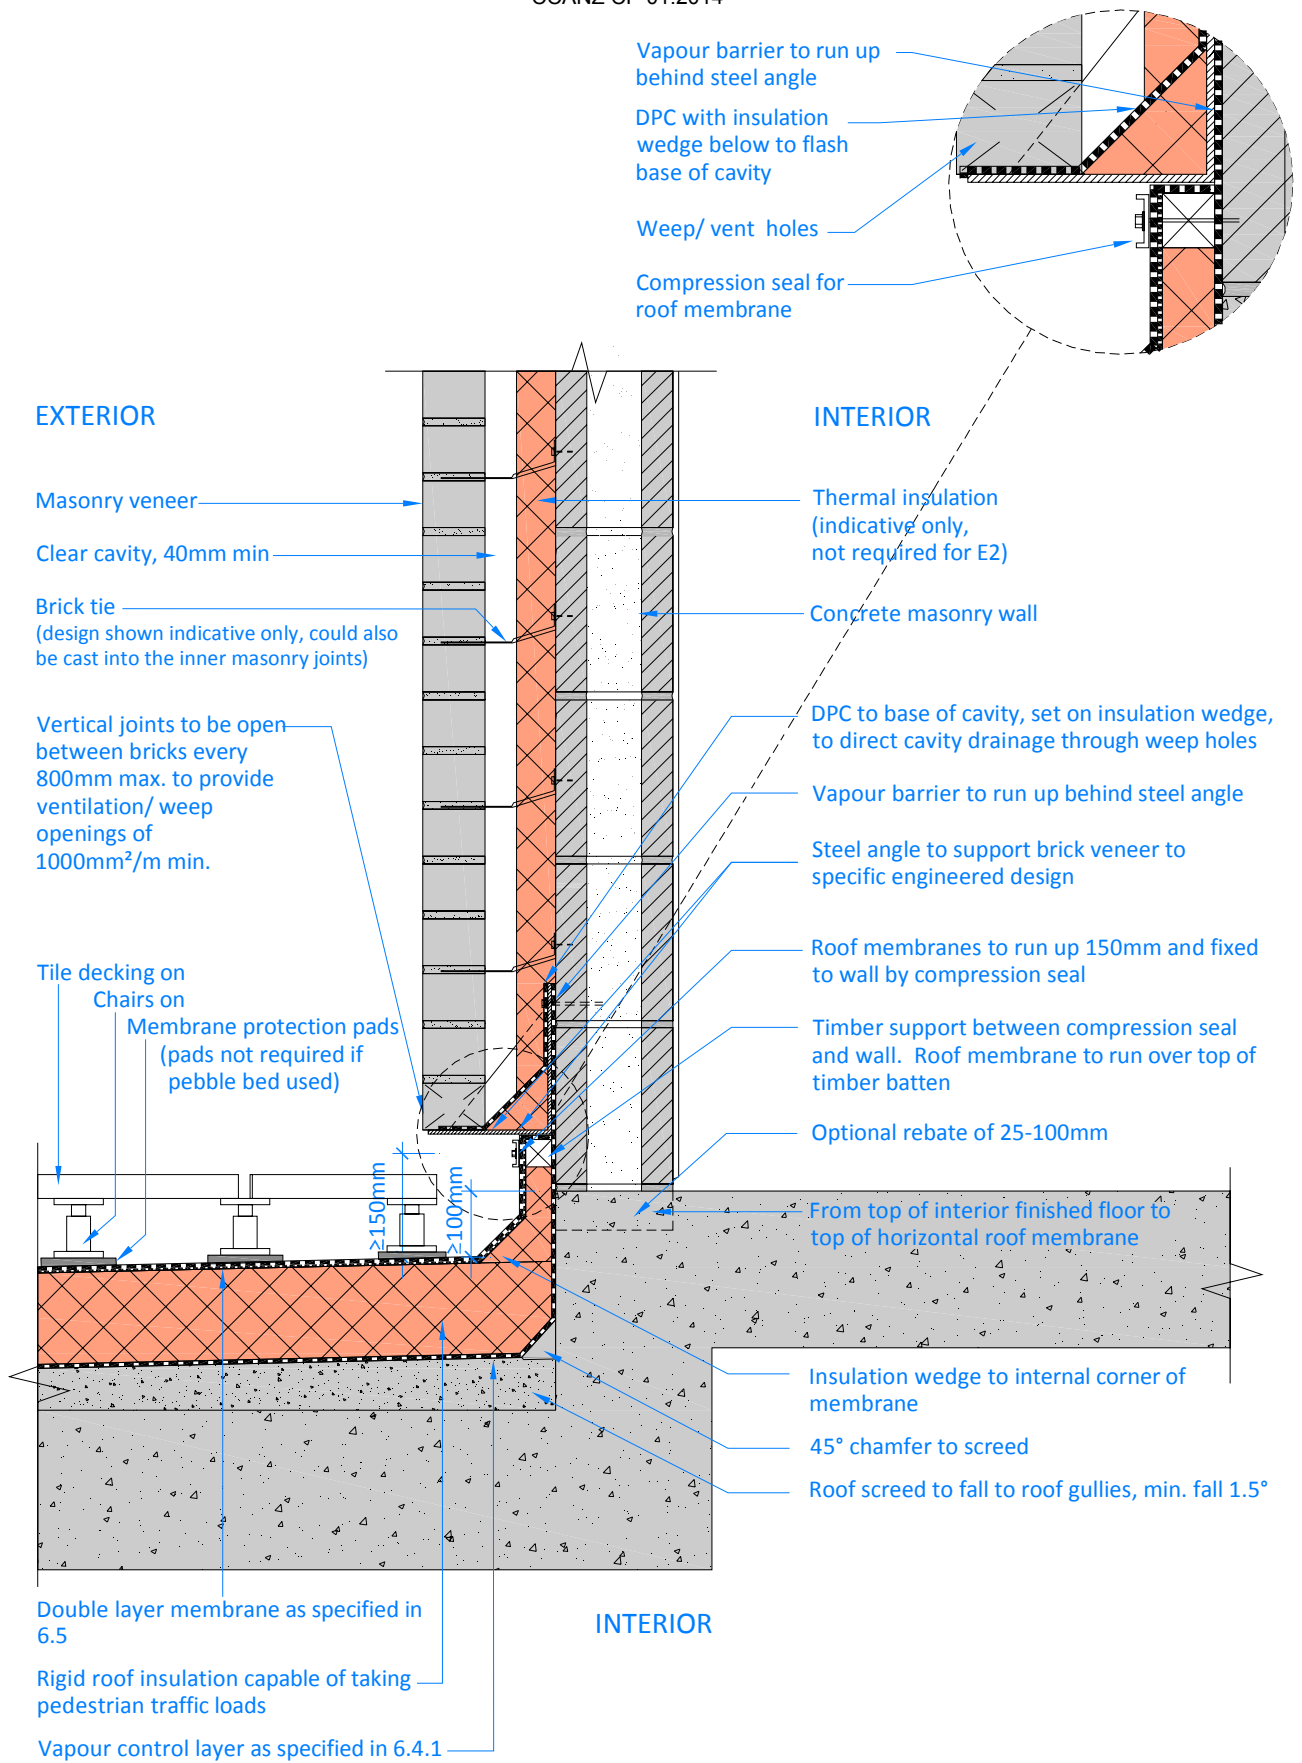 Vapour barrier to run up
behind steel angle
DPC with insulation
wedge below to flash
base of cavity
Weep/ vent holes
Compression seal for
roof membrane
EXTERIOR
INTERIOR
Masonry veneer
Clear cavity, 40mm min
Brick tie
(design shown indicative only, could also
be cast into the inner masonry joints)
Vertical joints to be open
between bricks every
800mm max. to provide
ventilation/ weep
openings of
1000mm²/m min.
Tile decking on
Chairs on
Membrane protection pads
(pads not required if
pebble bed used)
Thermal insulation
(indicative only,
not required for E2)
Concrete masonry wall
DPC to base of cavity, set on insulation wedge,
to direct cavity drainage through weep holes
Vapour barrier to run up behind steel angle
Steel angle to support brick veneer to
specific engineered design
Roof membranes to run up 150mm and fixed
to wall by compression seal
Timber support between compression seal
and wall. Roof membrane to run over top of
timber batten
Optional rebate of 25-100mm
≥150mm
≥100mm
From top of interior finished floor to
top of horizontal roof membrane
Insulation wedge to internal corner of
membrane
45° chamfer to screed
Roof screed to fall to roof gullies, min. fall 1.5°
Double layer membrane as specified in
6.5
Rigid roof insulation capable of taking
pedestrian traffic loads
Vapour control layer as specified in 6.4.1
INTERIOR